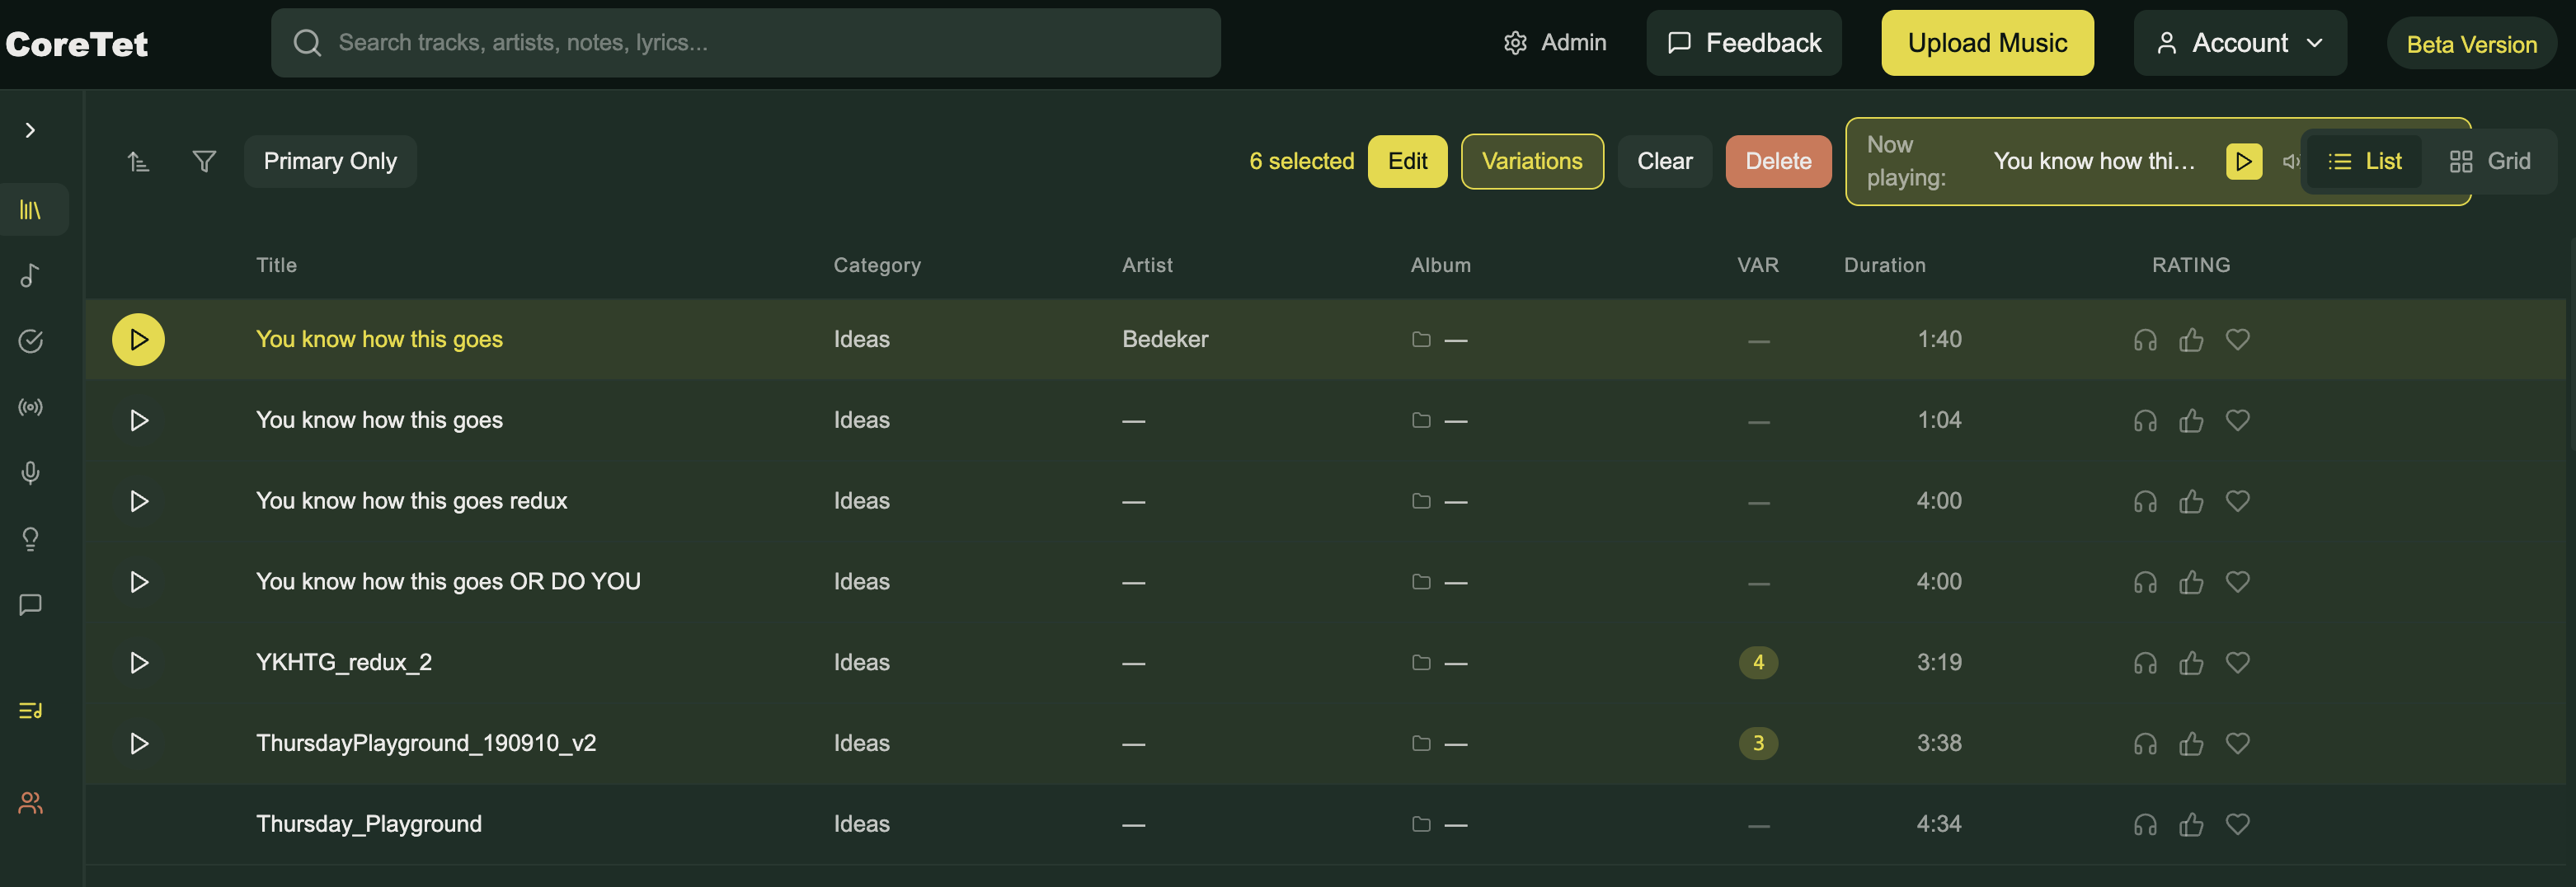 CoreTet
Search tracks, artists, notes, lyrics...
Admin
Feedback
Upload Music
Account
Beta Version
Primary Only
6 selected
Edit
Variations
Clear
Delete
Now
playing:
You know how thi...
List
Grid
Title Category Artist Album VAR Duration RATING
You know how this goes Ideas Bedeker — — 1:40
You know how this goes Ideas — — — 1:04
You know how this goes redux Ideas — — — 4:00
You know how this goes OR DO YOU Ideas — — — 4:00
YKHTG_redux_2 Ideas — — 4 3:19
ThursdayPlayground_190910_v2 Ideas — — 3 3:38
Thursday_Playground Ideas — — — 4:34